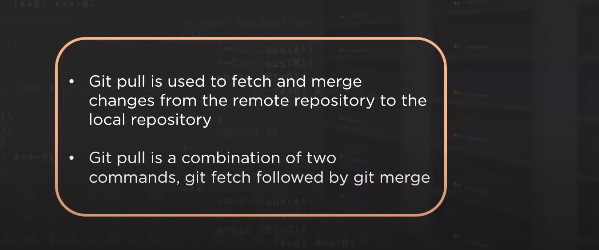 • Git pull is used to fetch and merge
changes from the remote repository to the
local repository
• Git pull is a combination of two
commands, git fetch followed by git merge